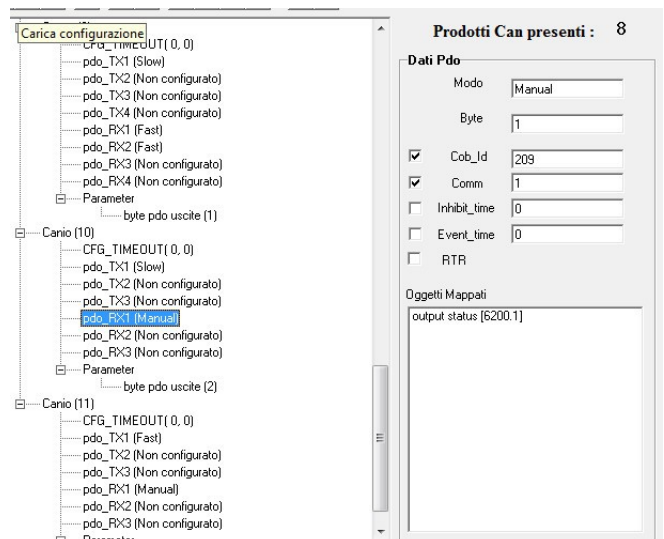 Carica configurazione
CFG_TIMEOUT( 0, 0)
pdo_TX1 (Slow)
pdo_TX2 (Non configurato)
pdo_TX3 (Non configurato)
pdo_TX4 (Non configurato)
pdo_RX1 (Fast)
pdo_RX2 (Fast)
pdo_RX3 (Non configurato)
pdo_RX4 (Non configurato)
Parameter
byte pdo uscite (1)
Canio (10)
CFG_TIMEOUT( 0, 0)
pdo_TX1 (Slow)
pdo_TX2 (Non configurato)
pdo_TX3 (Non configurato)
pdo_RX1 (Manual)
pdo_RX2 (Non configurato)
pdo_RX3 (Non configurato)
Parameter
byte pdo uscite (2)
Canio (11)
CFG_TIMEOUT( 0, 0)
pdo_TX1 (Fast)
pdo_TX2 (Non configurato)
pdo_TX3 (Non configurato)
pdo_RX1 (Manual)
pdo_RX2 (Non configurato)
pdo_RX3 (Non configurato)
Prodotti Can presenti : 8
Dati Pdo
Modo Manual
Byte 1
Cob_Id 209
Comm 1
Inhibit_time 0
Event_time 0
RTR
Oggetti Mappati
output status [6200.1]